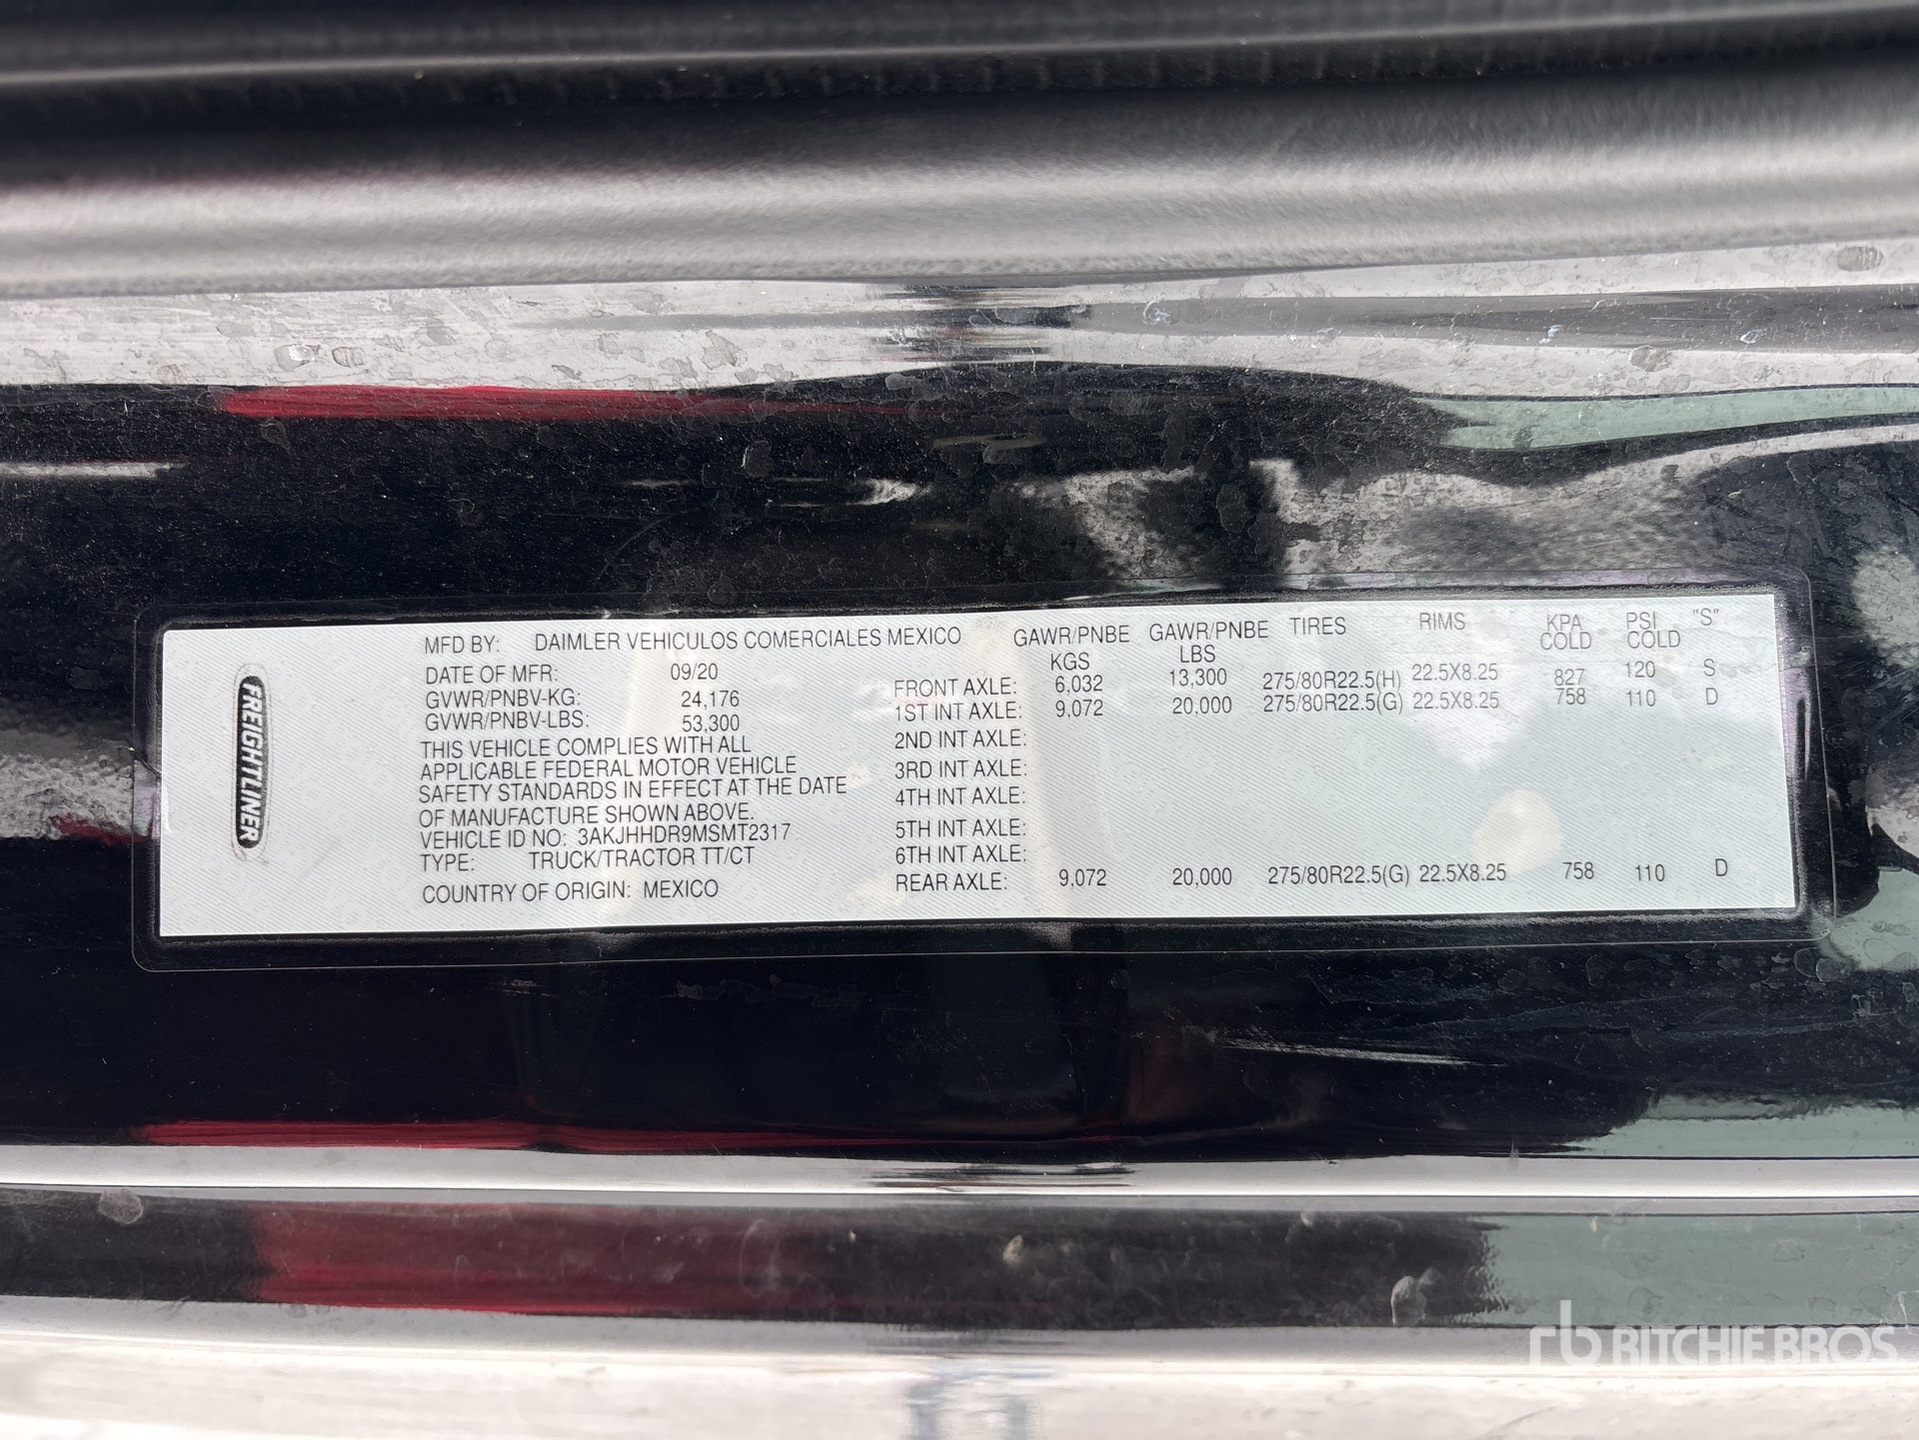 FREIGHTLINER
MFD BY: DAIMLER VEHICULOS COMERCIALES MEXICO
DATE OF MFR: 09/20
GVWR/PNBV-KG: 24,176
GVWR/PNBV-LBS: 53,300
THIS VEHICLE COMPLIES WITH ALL
APPLICABLE FEDERAL MOTOR VEHICLE
SAFETY STANDARDS IN EFFECT AT THE DATE
OF MANUFACTURE SHOWN ABOVE.
VEHICLE ID NO: 3AKJHHDR9MSMT2317
TYPE: TRUCK/TRACTOR TT/CT
COUNTRY OF ORIGIN: MEXICO
GAWR/PNBE GAWR/PNBE TIRES RIMS KPA PSI "S"
KGS LBS COLD COLD
FRONT AXLE: 6,032 13,300 275/80R22.5(H) 22.5X8.25 827 120 S
1ST INT AXLE: 9,072 20,000 275/80R22.5(G) 22.5X8.25 758 110 D
2ND INT AXLE:
3RD INT AXLE:
4TH INT AXLE:
5TH INT AXLE:
6TH INT AXLE:
REAR AXLE: 9,072 20,000 275/80R22.5(G) 22.5X8.25 758 110 D
rb RITCHIE BROS